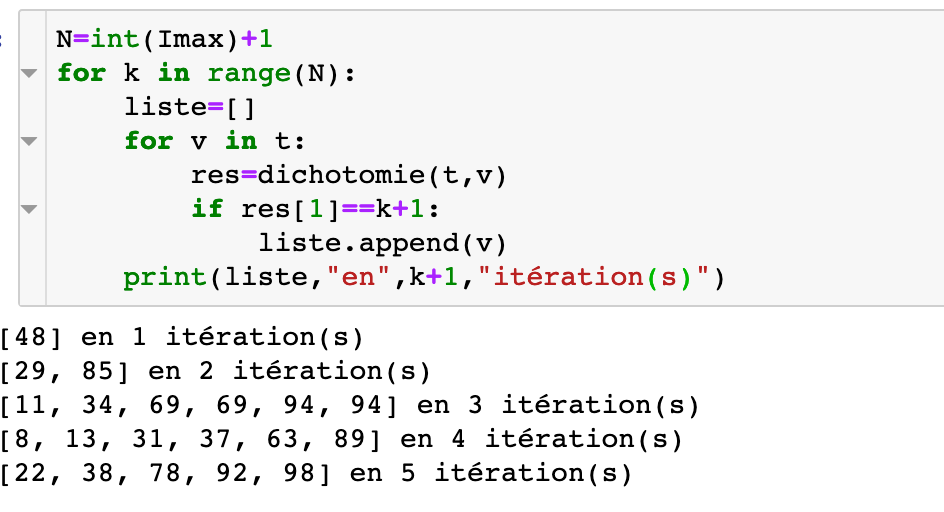 N=int(Imax)+1
for k in range(N):
    liste=[]
    for v in t:
        res=dichotomie(t,v)
        if res[1]==k+1:
            liste.append(v)
    print(liste,"en",k+1,"itération(s)")
[48] en 1 itération(s)
[29, 85] en 2 itération(s)
[11, 34, 69, 69, 94, 94] en 3 itération(s)
[8, 13, 31, 37, 63, 89] en 4 itération(s)
[22, 38, 78, 92, 98] en 5 itération(s)